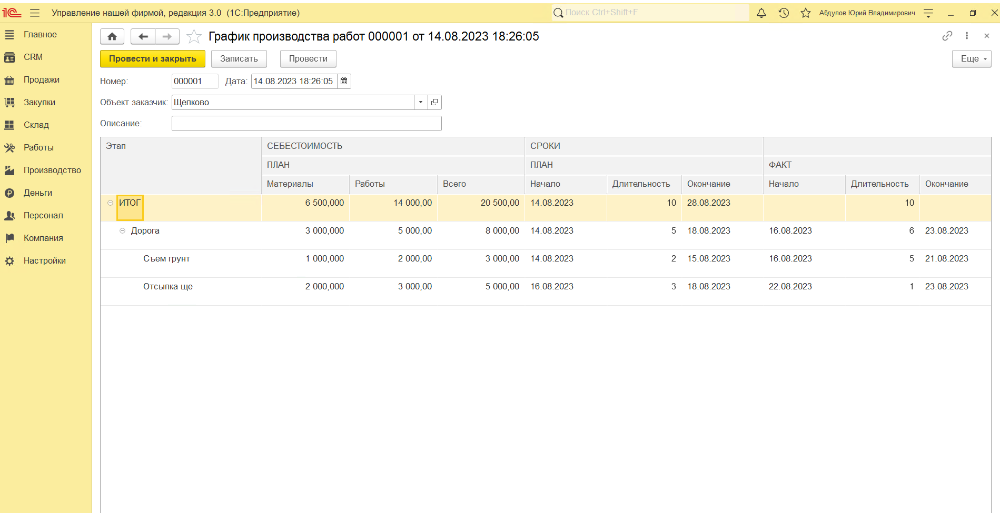 1С Управление нашей фирмой, редакция 3.0 (1С:Предприятие) Поиск Ctrl+Shift+F Абдулов Юрий Владимирович
Главное
CRM
Продажи
Закупки
Склад
Работы
Производство
Деньги
Персонал
Компания
Настройки
График производства работ 000001 от 14.08.2023 18:26:05
Провести и закрыть Записать Провести Еще
Номер: 000001 Дата: 14.08.2023 18:26:05
Объект заказчик: Щелково
Описание:
Этап СЕБЕСТОИМОСТЬ СРОКИ
ПЛАН ПЛАН ФАКТ
Материалы Работы Всего Начало Длительность Окончание Начало Длительность Окончание
ИТОГ 6 500,000 14 000,00 20 500,00 14.08.2023 10 28.08.2023 10
Дорога 3 000,000 5 000,00 8 000,00 14.08.2023 5 18.08.2023 16.08.2023 6 23.08.2023
Съем грунт 1 000,000 2 000,00 3 000,00 14.08.2023 2 15.08.2023 16.08.2023 5 21.08.2023
Отсыпка ще 2 000,000 3 000,00 5 000,00 16.08.2023 3 18.08.2023 22.08.2023 1 23.08.2023